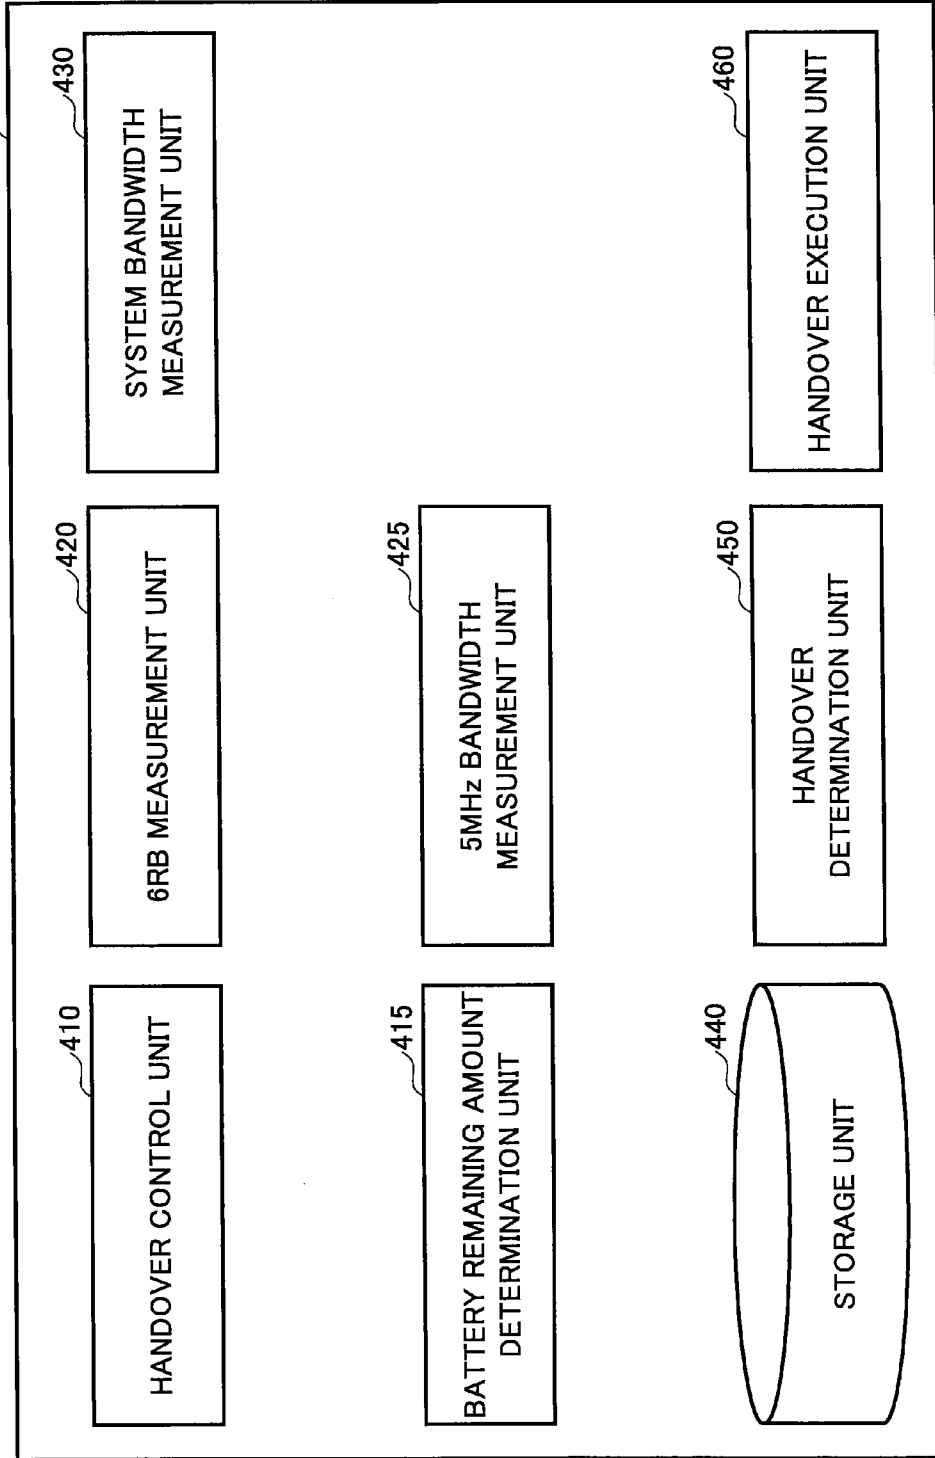 410
HANDOVER CONTROL UNIT
420
6RB MEASUREMENT UNIT
430
SYSTEM BANDWIDTH
MEASUREMENT UNIT
415
BATTERY REMAINING AMOUNT
DETERMINATION UNIT
425
5MHz BANDWIDTH
MEASUREMENT UNIT
440
STORAGE UNIT
450
HANDOVER
DETERMINATION UNIT
460
HANDOVER EXECUTION UNIT